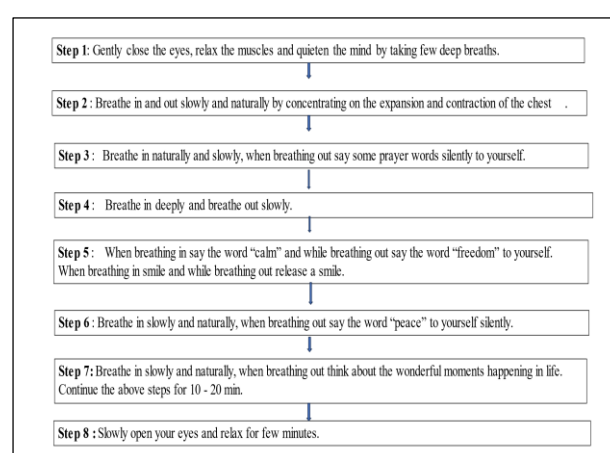 Step 1: Gently close the eyes, relax the muscles and quieten the mind by taking few deep breaths.
Step 2 : Breathe in and out slowly and naturally by concentrating on the expansion and contraction of the chest .
Step 3 : Breathe in naturally and slowly, when breathing out say some prayer words silently to yourself.
Step 4 : Breathe in deeply and breathe out slowly.
Step 5 : When breathing in say the word “calm” and while breathing out say the word “freedom” to yourself.
When breathing in smile and while breathing out release a smile.
Step 6 : Breathe in slowly and naturally, when breathing out say the word “peace” to yourself silently.
Step 7: Breathe in slowly and naturally, when breathing out think about the wonderful moments happening in life.
Continue the above steps for 10 - 20 min.
Step 8 : Slowly open your eyes and relax for few minutes.